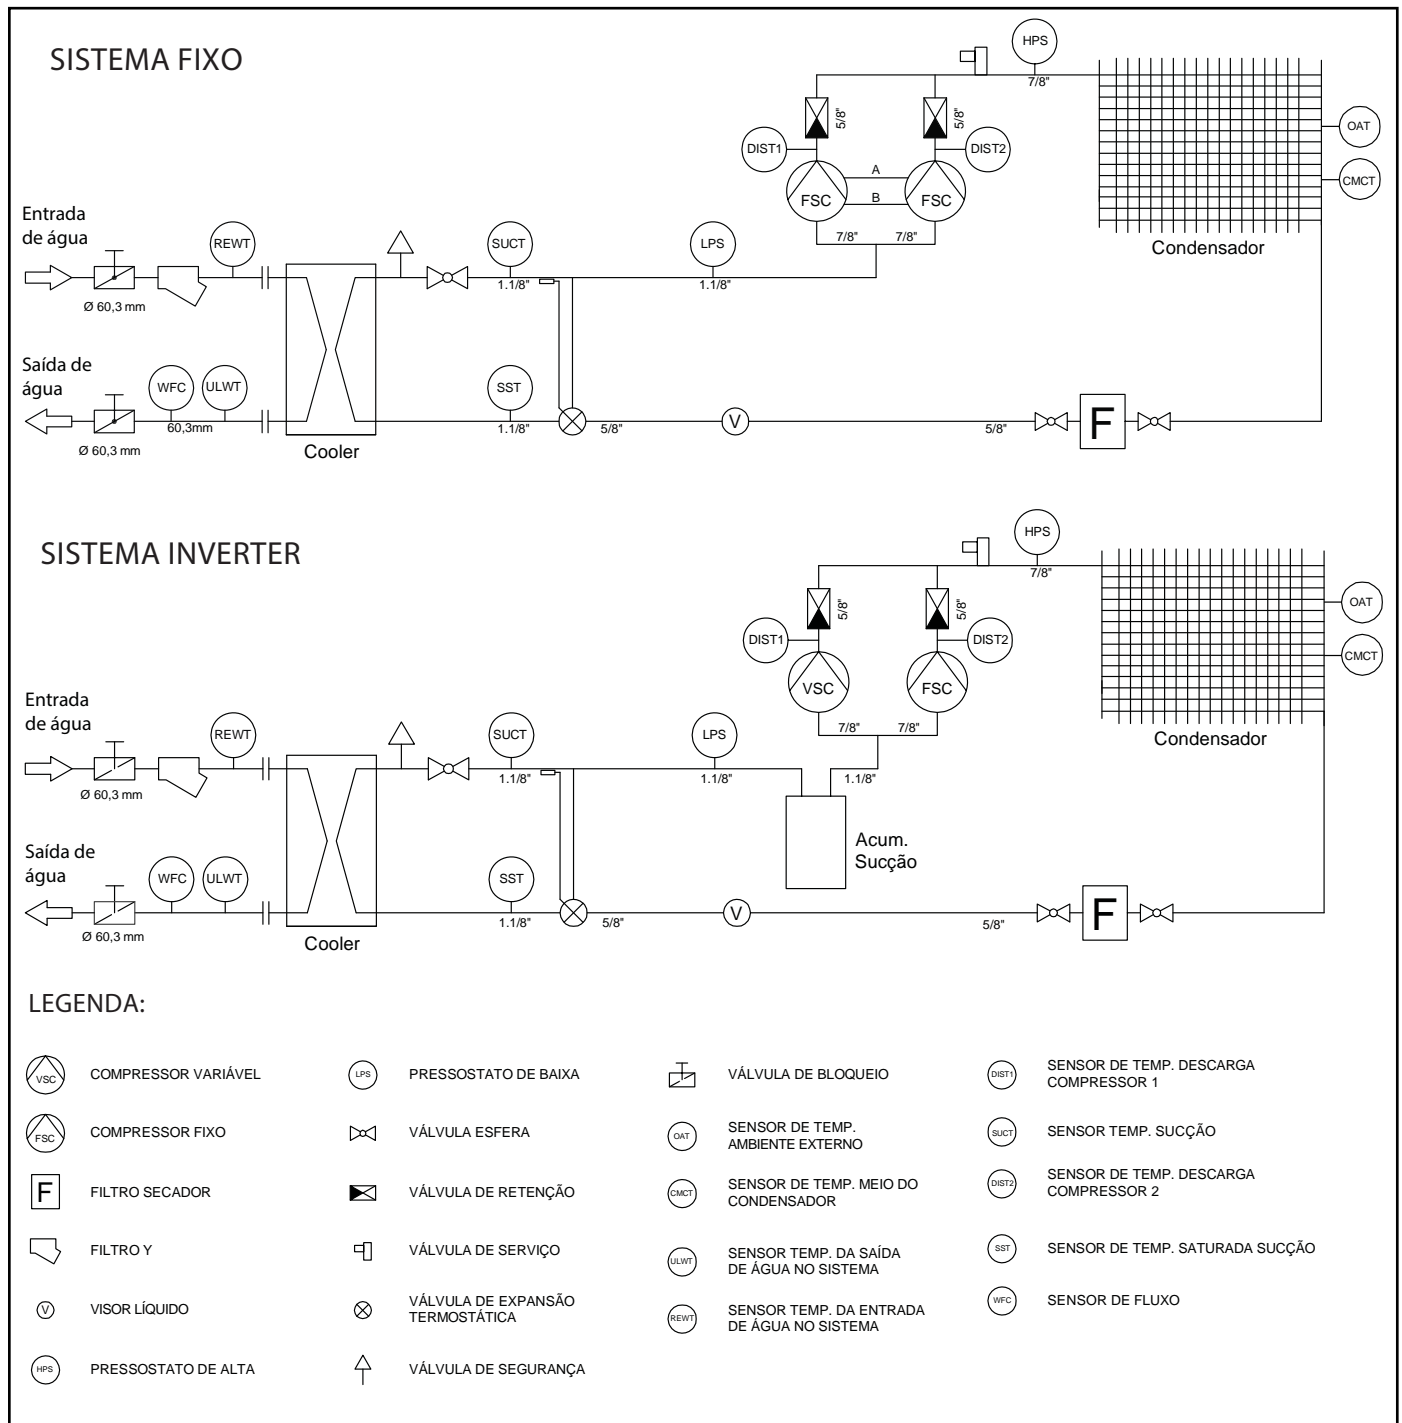 SISTEMA FIXO
HPS
7/8"
5/8"
5/8"
DIST1
DIST2
OAT
CMCT
A
B
FSC
FSC
7/8"
7/8"
Condensador
Entrada
de água
REWT
SUCT
LPS
Ø 60,3 mm
1.1/8"
1.1/8"
Saída de
água
WFC
ULWT
SST
60,3mm
Ø 60,3 mm
Cooler
1.1/8"
5/8"
V
5/8"
F
SISTEMA INVERTER
HPS
7/8"
5/8"
5/8"
DIST1
DIST2
OAT
CMCT
VSC
FSC
7/8"
7/8"
Condensador
Entrada
de água
REWT
SUCT
LPS
Ø 60,3 mm
1.1/8"
1.1/8"
1.1/8"
Acum.
Sucção
Saída de
água
WFC
ULWT
SST
Ø 60,3 mm
Cooler
1.1/8"
5/8"
V
5/8"
F
LEGENDA:
VSC COMPRESSOR VARIÁVEL
FSC COMPRESSOR FIXO
F FILTRO SECADOR
FILTRO Y
V VISOR LÍQUIDO
HPS PRESSOSTATO DE ALTA
LPS PRESSOSTATO DE BAIXA
VÁLVULA ESFERA
VÁLVULA DE RETENÇÃO
VÁLVULA DE SERVIÇO
VÁLVULA DE EXPANSÃO
TERMOSTÁTICA
VÁLVULA DE SEGURANÇA
VÁLVULA DE BLOQUEIO
OAT SENSOR DE TEMP.
AMBIENTE EXTERNO
CMCT SENSOR DE TEMP. MEIO DO
CONDENSADOR
ULWT SENSOR TEMP. DA SAÍDA
DE ÁGUA NO SISTEMA
REWT SENSOR TEMP. DA ENTRADA
DE ÁGUA NO SISTEMA
DIST1 SENSOR DE TEMP. DESCARGA
COMPRESSOR 1
SUCT SENSOR TEMP. SUCÇÃO
DIST2 SENSOR DE TEMP. DESCARGA
COMPRESSOR 2
SST SENSOR DE TEMP. SATURADA SUCÇÃO
WFC SENSOR DE FLUXO